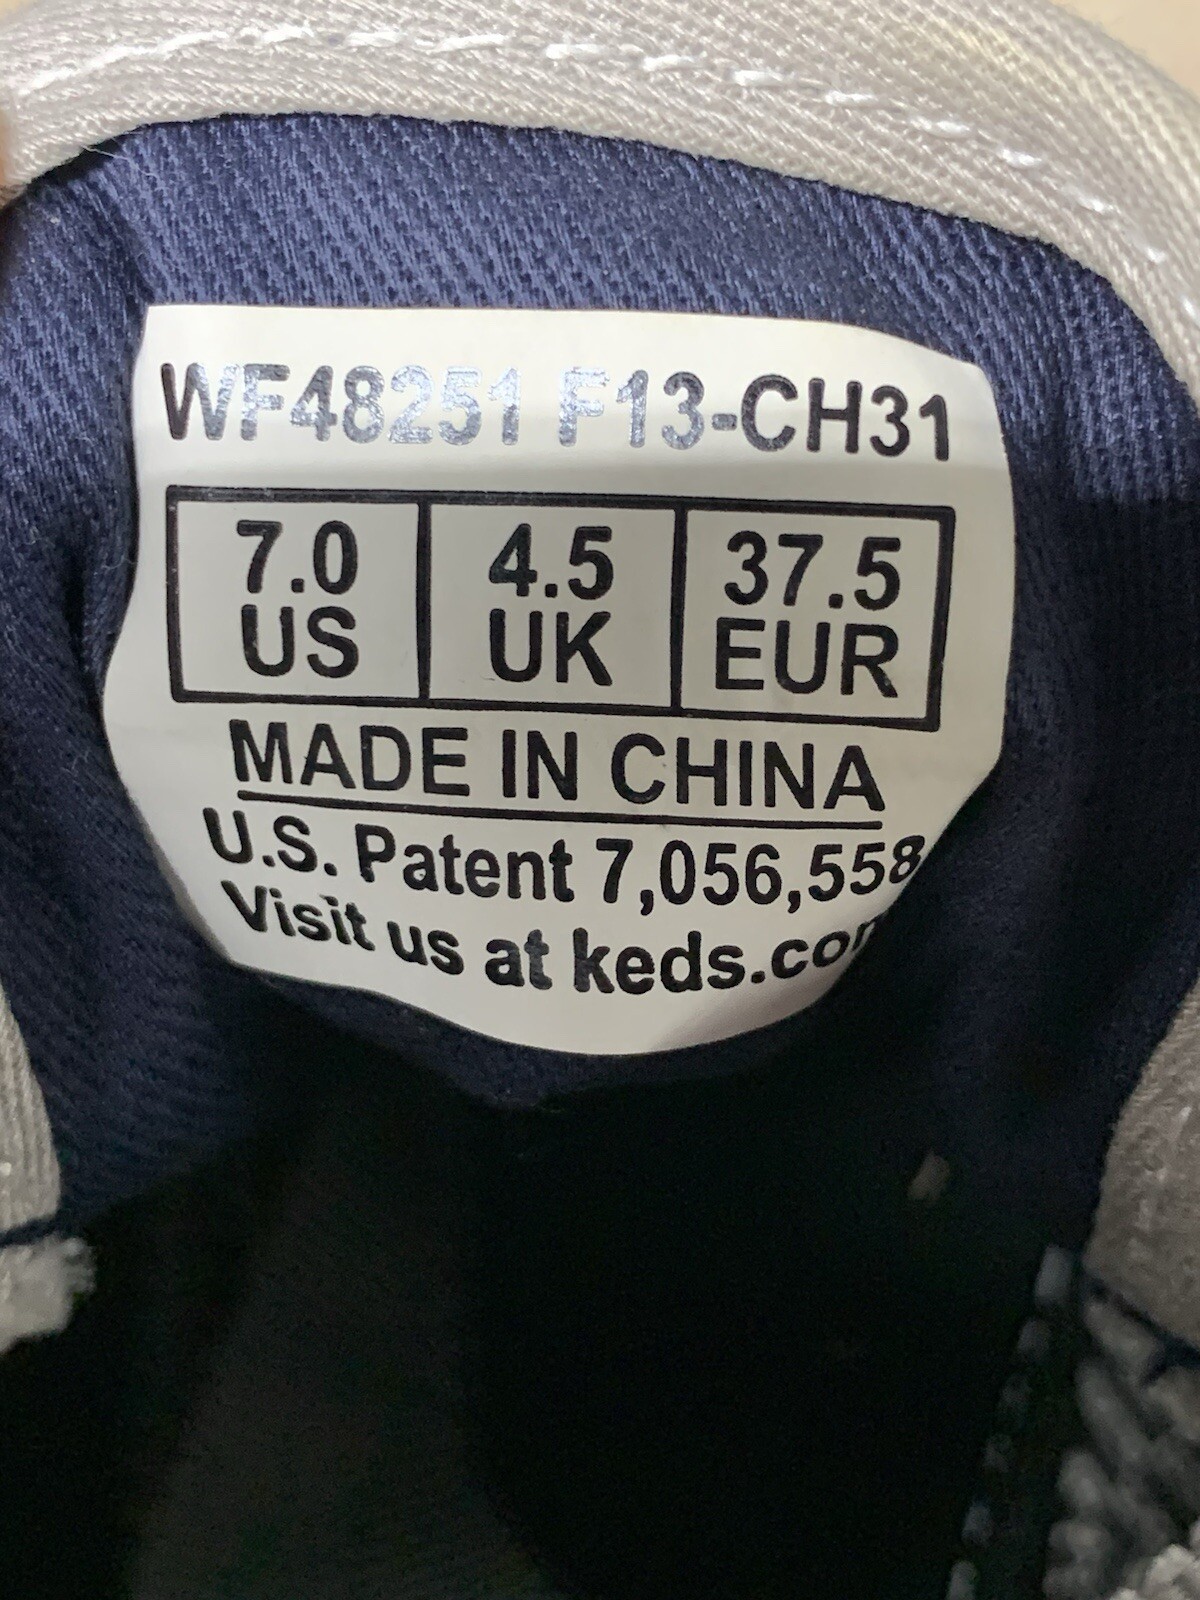 WF48251 F13-CH31
7.0 4.5 37.5
US UK EUR
MADE IN CHINA
U.S. Patent 7,056,558
Visit us at keds.com